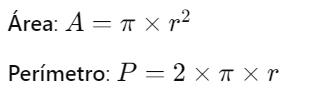 Área: A = π × r²
Perímetro: P = 2 × π × r